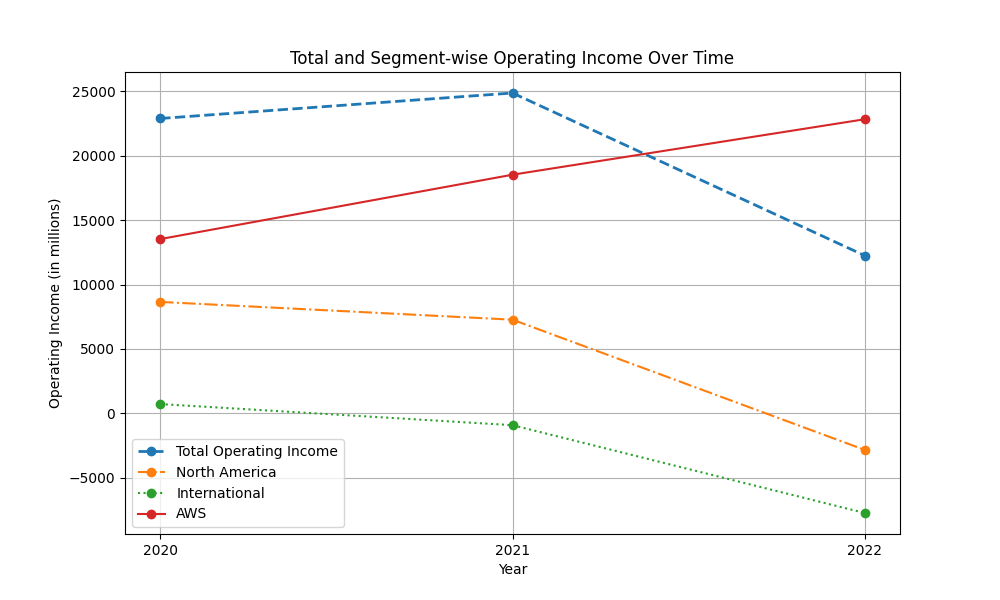 Total and Segment-wise Operating Income Over Time
Operating Income (in millions)
25000
20000
15000
10000
5000
0
−5000
Total Operating Income
North America
International
AWS
2020
2021
2022
Year